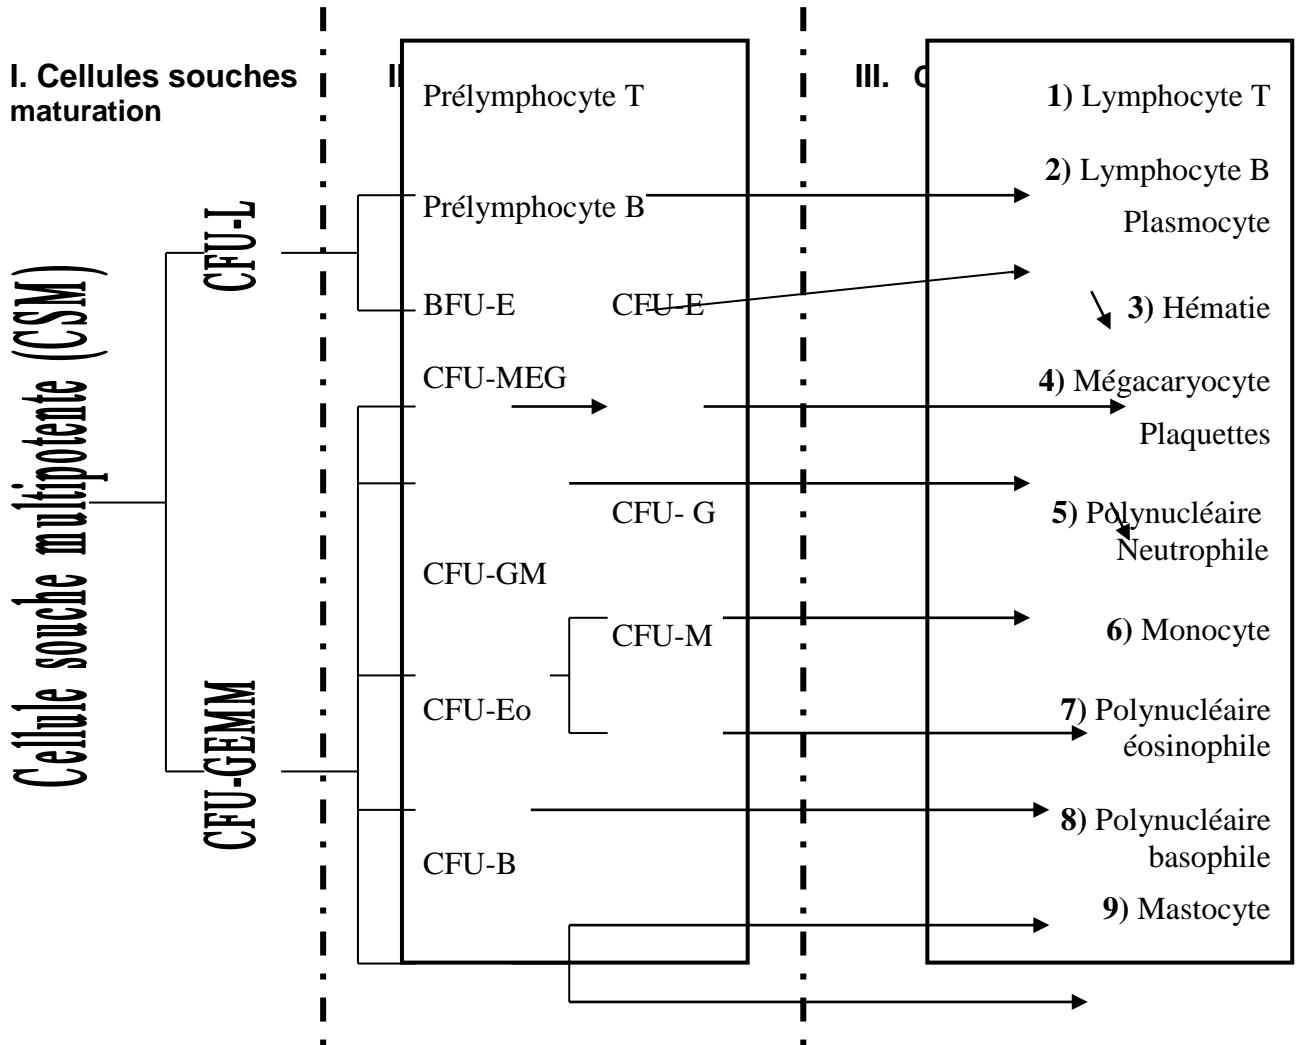 I. Cellules souches
maturation
II
III. C
Cellule souche multipotente (CSM)
CFU-L
CFU-GEMM
Prélymphocyte T
Prélymphocyte B
BFU-E CFU-E
CFU-MEG
CFU- G
CFU-GM
CFU-M
CFU-Eo
CFU-B
1) Lymphocyte T
2) Lymphocyte B
Plasmocyte
3) Hématie
4) Mégacaryocyte
Plaquettes
5) Polynucléaire
Neutrophile
6) Monocyte
7) Polynucléaire
éosinophile
8) Polynucléaire
basophile
9) Mastocyte